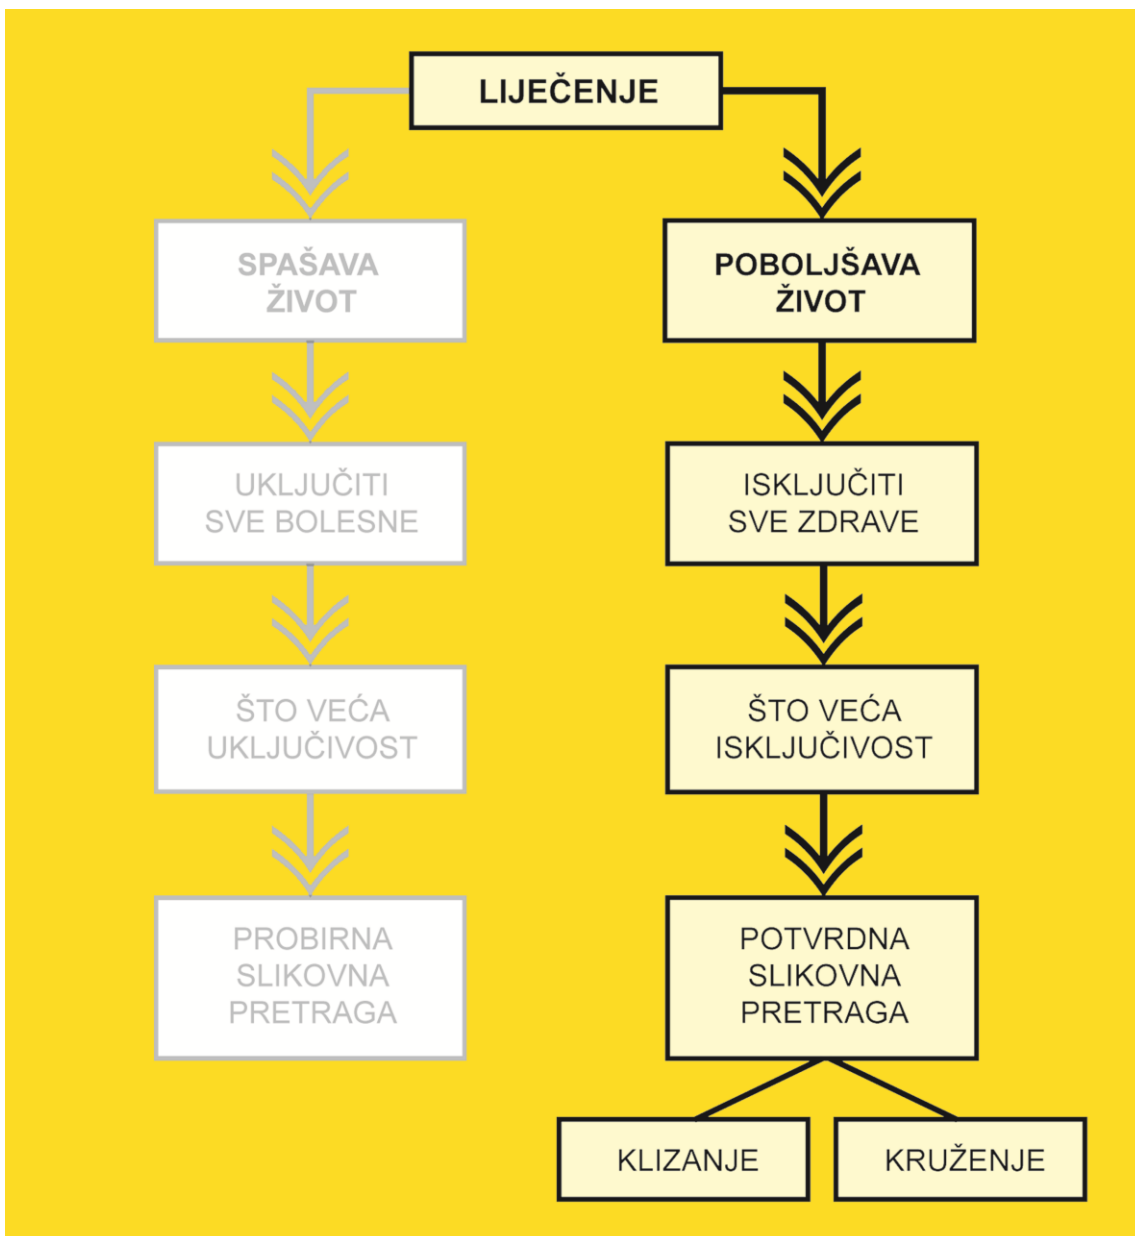 LIJEČENJE
SPAŠAVA
ŽIVOT
POBOLJŠAVA
ŽIVOT
UKLJUČITI
SVE BOLESNE
ISKLJUČITI
SVE ZDRAVE
ŠTO VEĆA
UKLJUČIVOST
ŠTO VEĆA
ISKLJUČIVOST
PROBIRNA
SLIKOVNA
PRETRAGA
POTVRDNA
SLIKOVNA
PRETRAGA
KLIZANJE
KRUŽENJE